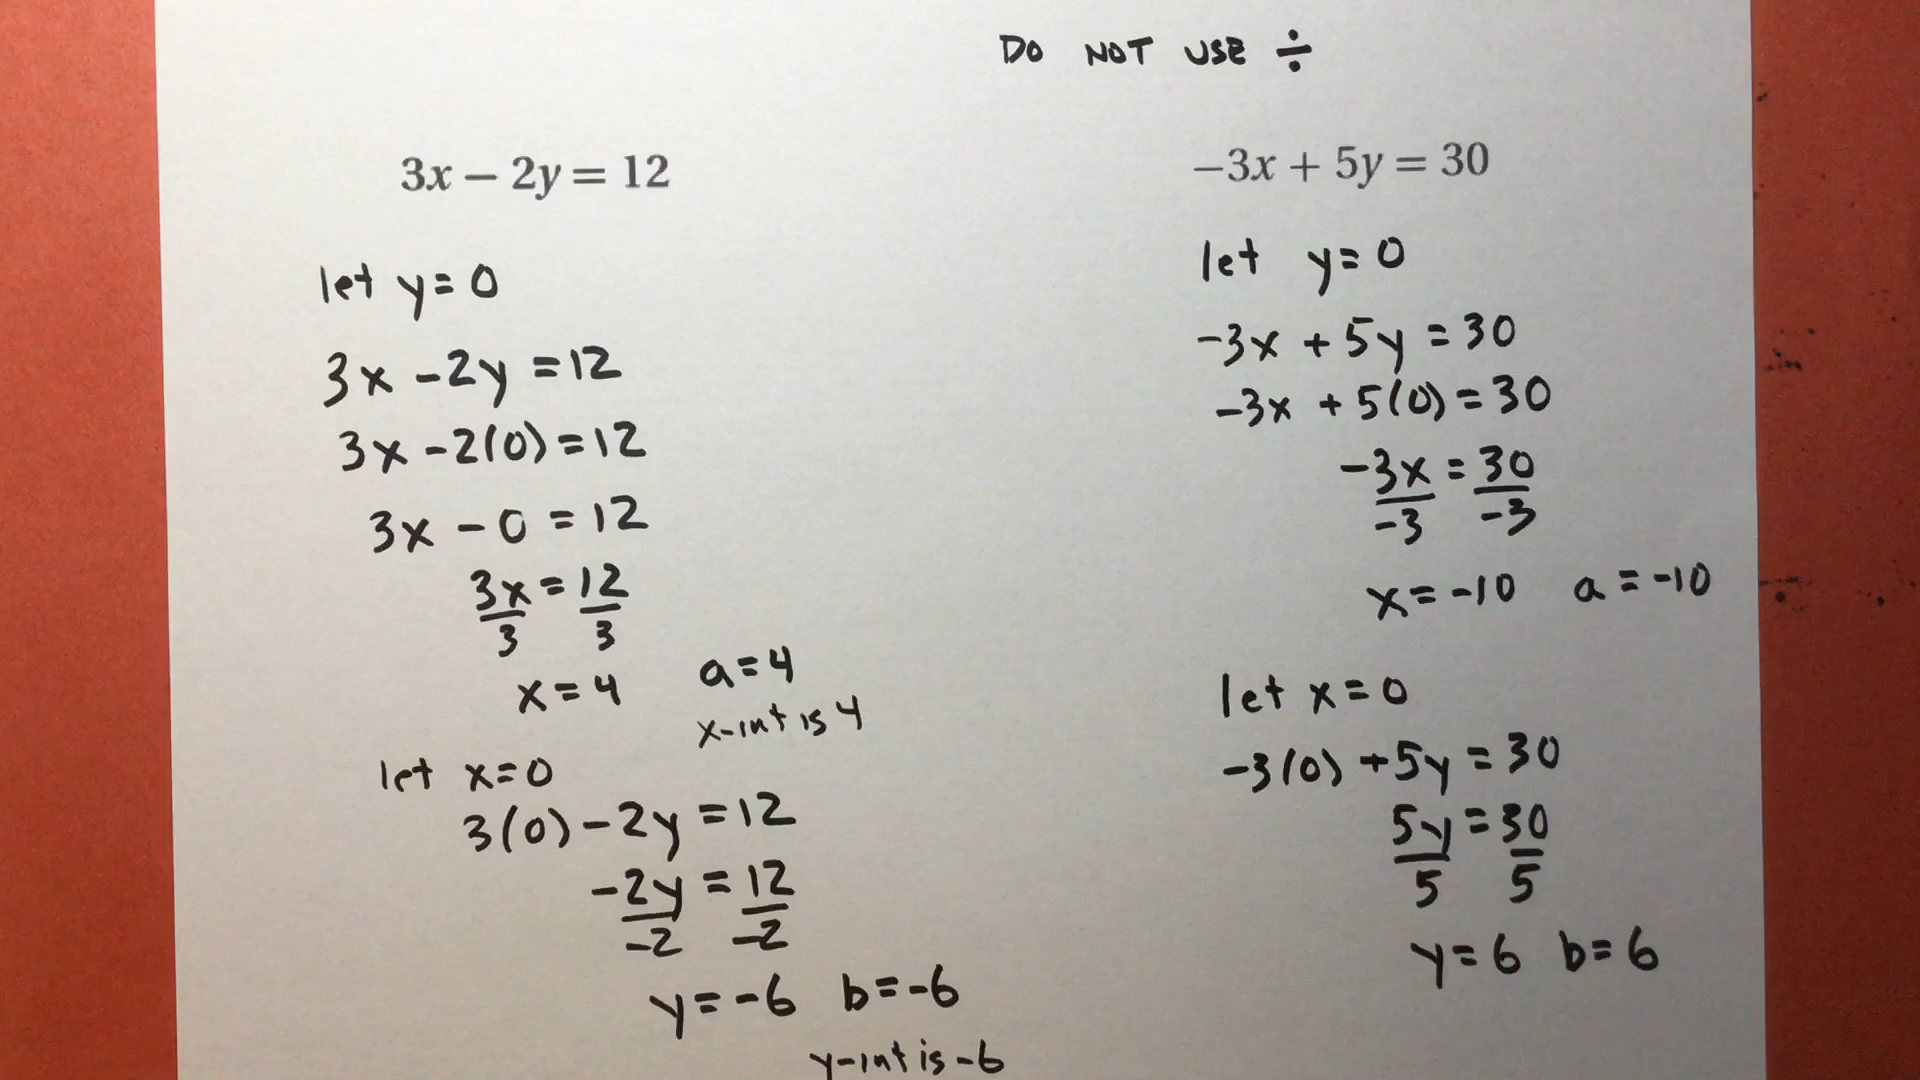 DO NOT USE ÷
3x − 2y = 12
let y = 0
3x - 2y = 12
3x - 2(0) = 12
3x - 0 = 12
3x = 12
3 3
x = 4 a = 4
x-int is 4
let x = 0
3(0) - 2y = 12
-2y = 12
-2 -2
y = -6 b = -6
y-int is -6
−3x + 5y = 30
let y = 0
-3x + 5y = 30
-3x + 5(0) = 30
-3x = 30
-3 -3
x = -10 a = -10
let x = 0
-3(0) + 5y = 30
5y = 30
5 5
y = 6 b = 6